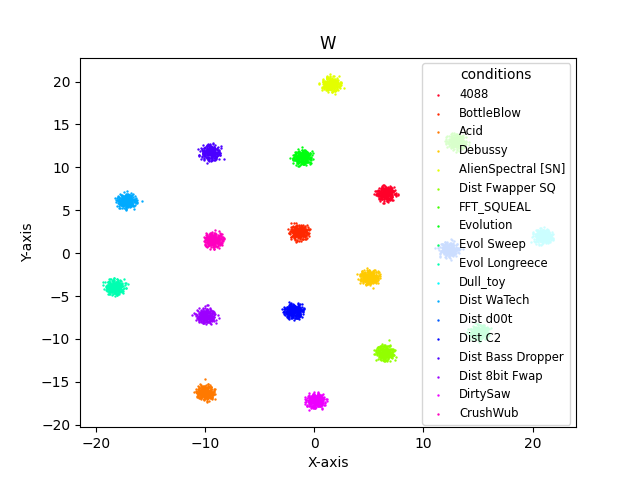 W
conditions
4088
BottleBlow
Acid
Debussy
AlienSpectral [SN]
Dist Fwapper SQ
FFT_SQUEAL
Evolution
Evol Sweep
Evol Longreece
Dull_toy
Dist WaTech
Dist d00t
Dist C2
Dist Bass Dropper
Dist 8bit Fwap
DirtySaw
CrushWub
Y-axis
20
15
10
5
0
−5
−10
−15
−20
−20
−10
0
10
20
X-axis